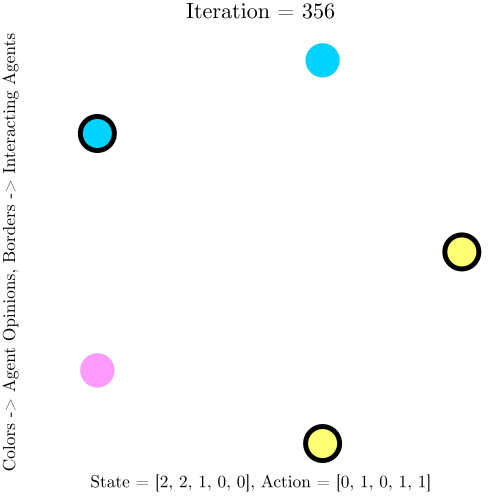 Iteration = 356
Colors -> Agent Opinions, Borders -> Interacting Agents
State = [2, 2, 1, 0, 0], Action = [0, 1, 0, 1, 1]